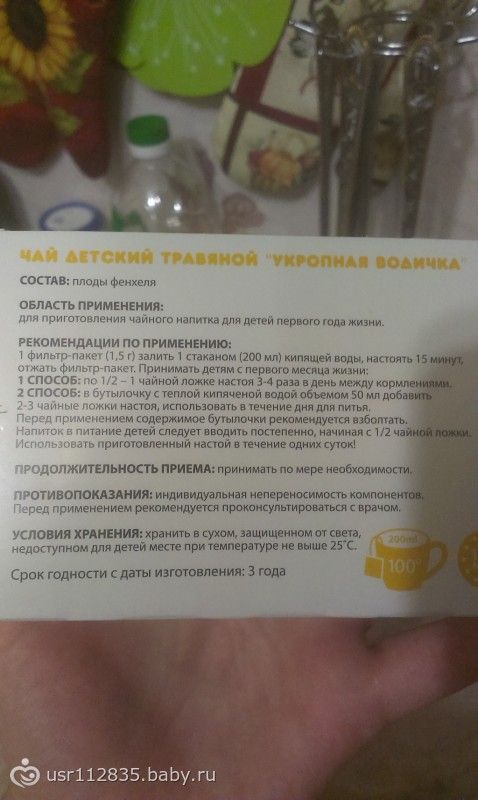 ЧАЙ ДЕТСКИЙ ТРАВЯНОЙ "УКРОПНАЯ ВОДИЧКА"
СОСТАВ: плоды фенхеля
ОБЛАСТЬ ПРИМЕНЕНИЯ:
для приготовления чайного напитка для детей первого года жизни.
РЕКОМЕНДАЦИИ ПО ПРИМЕНЕНИЮ:
1 фильтр-пакет (1,5 г) залить 1 стаканом (200 мл) кипящей воды, настоять 15 минут,
отжать фильтр-пакет. Принимать детям с первого месяца жизни:
1 СПОСОБ: по 1/2 – 1 чайной ложке настоя 3-4 раза в день между кормлениями.
2 СПОСОБ: в бутылочку с теплой кипяченой водой объемом 50 мл добавить
2-3 чайные ложки настоя, использовать в течение дня для питья.
Перед применением содержимое бутылочки рекомендуется взболтать.
Напиток в питание детей следует вводить постепенно, начиная с 1/2 чайной ложки.
Использовать приготовленный настой в течение одних суток!
ПРОДОЛЖИТЕЛЬНОСТЬ ПРИЕМА: принимать по мере необходимости.
ПРОТИВОПОКАЗАНИЯ: индивидуальная непереносимость компонентов.
Перед применением рекомендуется проконсультироваться с врачом.
УСЛОВИЯ ХРАНЕНИЯ: хранить в сухом, защищенном от света,
недоступном для детей месте при температуре не выше 25˚С.
200ml
100°
Срок годности с даты изготовления: 3 года
usr112835.baby.ru